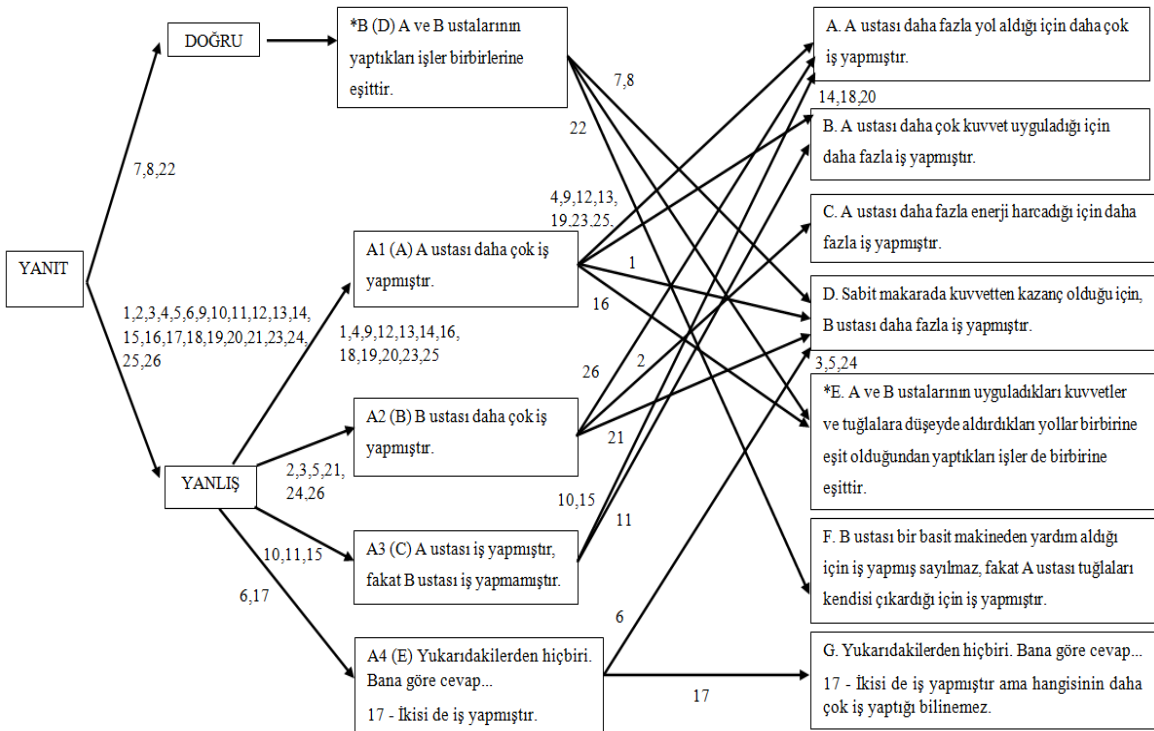 YANIT
DOĞRU
YANLIŞ
7,8,22
1,2,3,4,5,6,9,10,11,12,13,14,
15,16,17,18,19,20,21,23,24,
25,26
*B (D) A ve B ustalarının
yaptıkları işler birbirlerine
eşittir.
A1 (A) A ustası daha çok iş
yapmıştır.
1,4,9,12,13,14,16,
18,19,20,23,25
A2 (B) B ustası daha çok iş
yapmıştır.
2,3,5,21,
24,26
A3 (C) A ustası iş yapmıştır,
fakat B ustası iş yapmamıştır.
10,11,15
6,17
A4 (E) Yukarıdakilerden hiçbiri.
Bana göre cevap...
17 - İkisi de iş yapmıştır.
7,8
22
4,9,12,13,
19,23,25,
1
16
26
2
21
10,15
11
6
17
A. A ustası daha fazla yol aldığı için daha çok
iş yapmıştır.
14,18,20
B. A ustası daha çok kuvvet uyguladığı için
daha fazla iş yapmıştır.
C. A ustası daha fazla enerji harcadığı için daha
fazla iş yapmıştır.
D. Sabit makarada kuvvetten kazanç olduğu için,
B ustası daha fazla iş yapmıştır.
3,5,24
*E. A ve B ustalarının uyguladıkları kuvvetler
ve tuğlalara düşeyde aldırdıkları yollar birbirine
eşit olduğundan yaptıkları işler de birbirine
eşittir.
F. B ustası bir basit makineden yardım aldığı
için iş yapmış sayılmaz, fakat A ustası tuğlaları
kendisi çıkardığı için iş yapmıştır.
G. Yukarıdakilerden hiçbiri. Bana göre cevap...
17 - İkisi de iş yapmıştır ama hangisinin daha
çok iş yaptığı bilinemez.